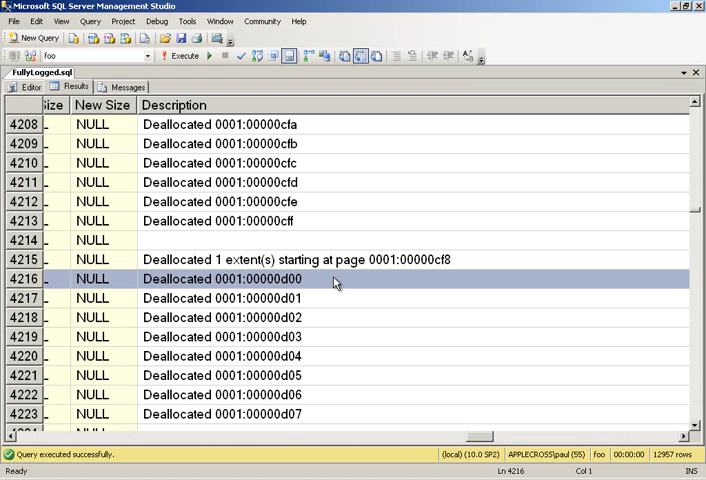 Microsoft SQL Server Management Studio
File Edit View Query Project Debug Tools Window Community Help
New Query
foo Execute
FullyLogged.sql
Editor Results Messages
Size New Size Description
4208 L NULL Deallocated 0001:00000cfa
4209 L NULL Deallocated 0001:00000cfb
4210 L NULL Deallocated 0001:00000cfc
4211 L NULL Deallocated 0001:00000cfd
4212 L NULL Deallocated 0001:00000cfe
4213 L NULL Deallocated 0001:00000cff
4214 L NULL
4215 L NULL Deallocated 1 extent(s) starting at page 0001:00000cf8
4216 L NULL Deallocated 0001:00000d00
4217 L NULL Deallocated 0001:00000d01
4218 L NULL Deallocated 0001:00000d02
4219 L NULL Deallocated 0001:00000d03
4220 L NULL Deallocated 0001:00000d04
4221 L NULL Deallocated 0001:00000d05
4222 L NULL Deallocated 0001:00000d06
4223 L NULL Deallocated 0001:00000d07
Query executed successfully. (local) (10.0 SP2) APPLECROSS\paul (55) foo 00:00:00 12957 rows
Ready Ln 4216 Col 1 INS